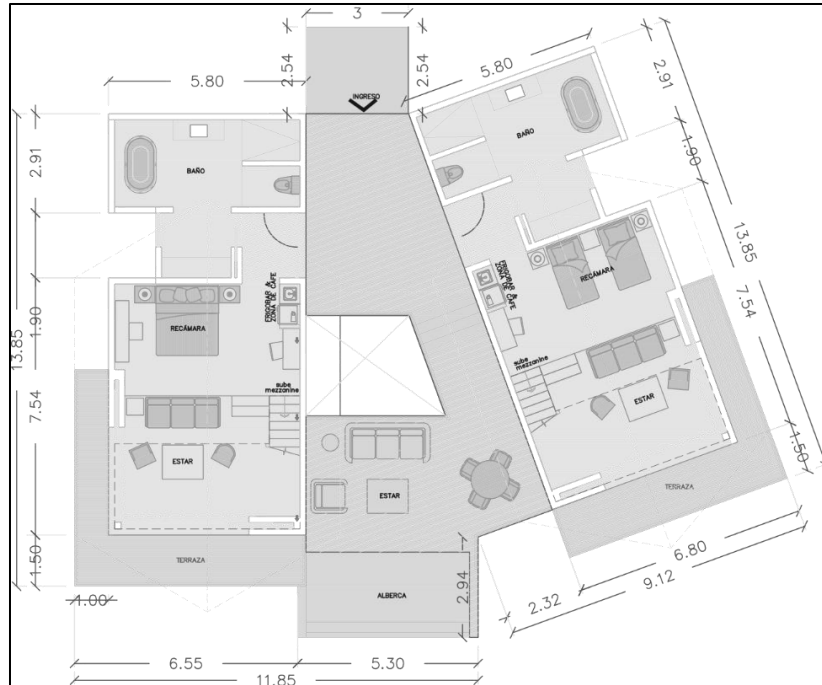 3
2.54
2.54
5.80
5.80
INGRESO
2.91
2.91
BAÑO
BAÑO
1.90
1.90
FRIGOBAR &
ZONA DE CAFE
FRIGOBAR &
ZONA DE CAFE
RECÁMARA
RECÁMARA
13.85
13.85
7.54
7.54
sube
mezzanine
sube
mezzanine
ESTAR
ESTAR
ESTAR
1.50
1.50
TERRAZA
TERRAZA
ALBERCA
2.94
1.00
6.80
2.32
9.12
6.55
5.30
11.85